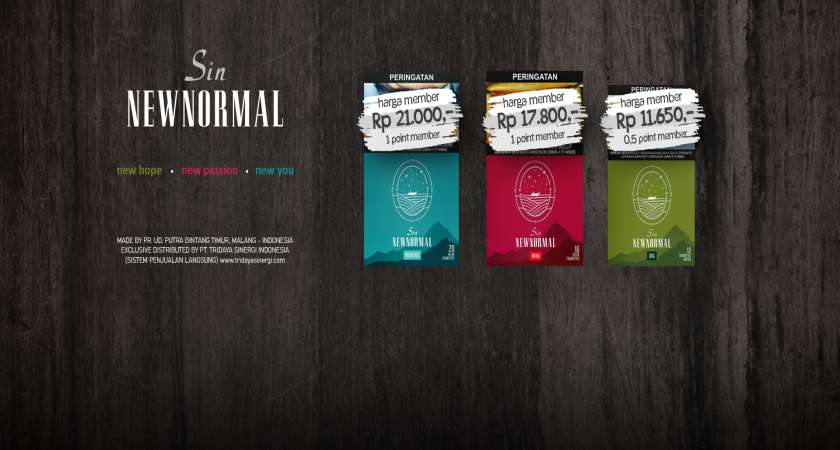 Sin
NEWNORMAL
new hope • new passion • new you
MADE BY PR. UD. PUTRA BINTANG TIMUR, MALANG - INDONESIA
EXCLUSIVE DISTRIBUTED BY PT. TRIDAYA SINERGI INDONESIA
(SISTEM PENJUALAN LANGSUNG) www.tridayasinergi.com
PERINGATAN
harga member
Rp 21.000,-
1 point member
Sin
NEWNORMAL
20
PERINGATAN
harga member
Rp 17.800,-
1 point member
Sin
NEWNORMAL
16
PERINGATAN
harga member
Rp 11.650,-
0,5 point member
Sin
NEWNORMAL
12